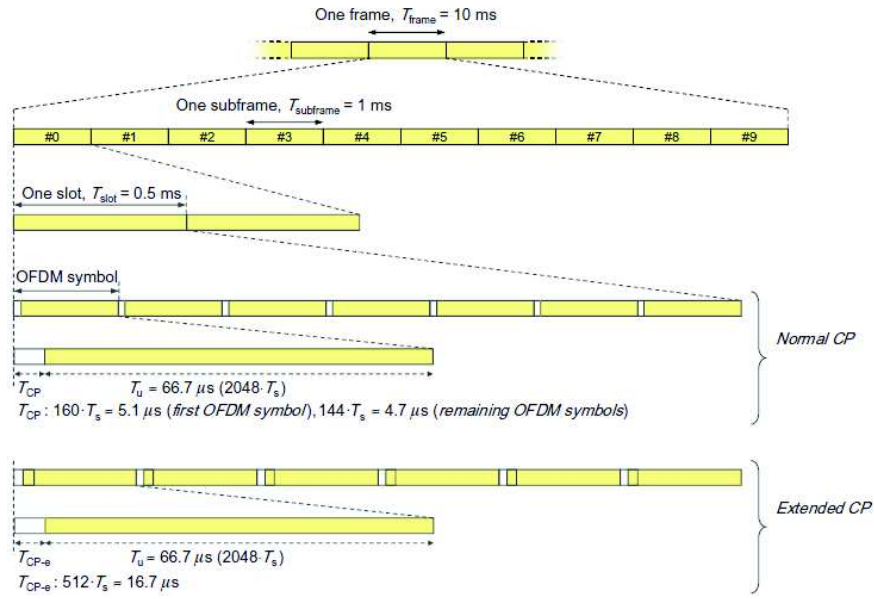 One frame, T_frame = 10 ms
One subframe, T_subframe = 1 ms
#0 #1 #2 #3 #4 #5 #6 #7 #8 #9
One slot, T_slot = 0.5 ms
OFDM symbol
Normal CP
T_CP T_u = 66.7 μs (2048·T_s)
T_CP : 160·T_s = 5.1 μs (first OFDM symbol), 144·T_s = 4.7 μs (remaining OFDM symbols)
Extended CP
T_CP-e T_u = 66.7 μs (2048·T_s)
T_CP-e : 512·T_s = 16.7 μs